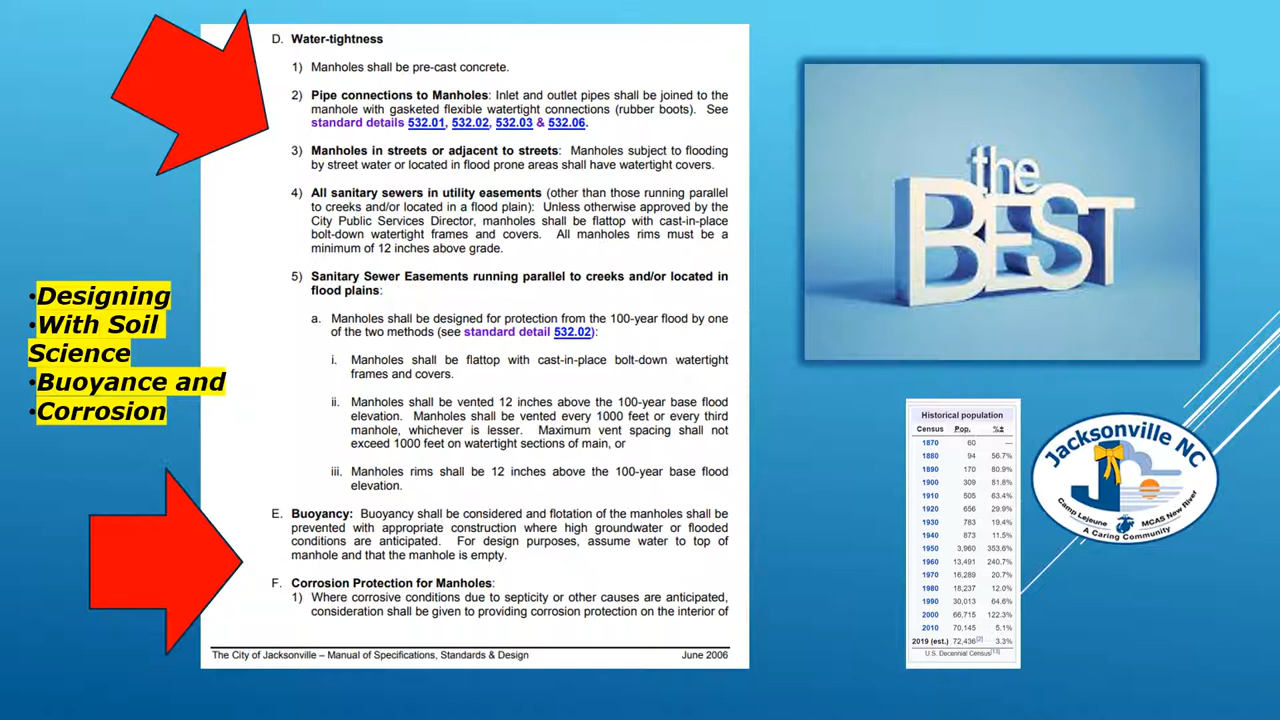 D. Water-tightness
1) Manholes shall be pre-cast concrete.
2) Pipe connections to Manholes: Inlet and outlet pipes shall be joined to the
manhole with gasketed flexible watertight connections (rubber boots). See
standard details 532.01, 532.02, 532.03 & 532.06.
3) Manholes in streets or adjacent to streets: Manholes subject to flooding
by street water or located in flood prone areas shall have watertight covers.
4) All sanitary sewers in utility easements (other than those running parallel
to creeks and/or located in a flood plain): Unless otherwise approved by the
City Public Services Director, manholes shall be flattop with cast-in-place
bolt-down watertight frames and covers. All manholes rims must be a
minimum of 12 inches above grade.
5) Sanitary Sewer Easements running parallel to creeks and/or located in
flood plains:
a. Manholes shall be designed for protection from the 100-year flood by one
of the two methods (see standard detail 532.02):
i. Manholes shall be flattop with cast-in-place bolt-down watertight
frames and covers.
ii. Manholes shall be vented 12 inches above the 100-year base flood
elevation. Manholes shall be vented every 1000 feet or every third
manhole, whichever is lesser. Maximum vent spacing shall not
exceed 1000 feet on watertight sections of main, or
iii. Manholes rims shall be 12 inches above the 100-year base flood
elevation.
E. Buoyancy: Buoyancy shall be considered and flotation of the manholes shall be
prevented with appropriate construction where high groundwater or flooded
conditions are anticipated. For design purposes, assume water to top of
manhole and that the manhole is empty.
F. Corrosion Protection for Manholes:
1) Where corrosive conditions due to septicity or other causes are anticipated,
consideration shall be given to providing corrosion protection on the interior of
The City of Jacksonville – Manual of Specifications, Standards & Design June 2006
•Designing
•With Soil
Science
•Buoyance and
•Corrosion
the
BEST
Historical population
Census Pop. %±
1870 60 —
1880 94 56.7%
1890 170 80.9%
1900 309 81.8%
1910 505 63.4%
1920 656 29.9%
1930 783 19.4%
1940 873 11.5%
1950 3,960 353.6%
1960 13,491 240.7%
1970 16,289 20.7%
1980 18,237 12.0%
1990 30,013 64.6%
2000 66,715 122.3%
2010 70,145 5.1%
2019 (est.) 72,436[2] 3.3%
U.S. Decennial Census[13]
Jacksonville NC
Camp Lejeune MCAS New River
A Caring Community